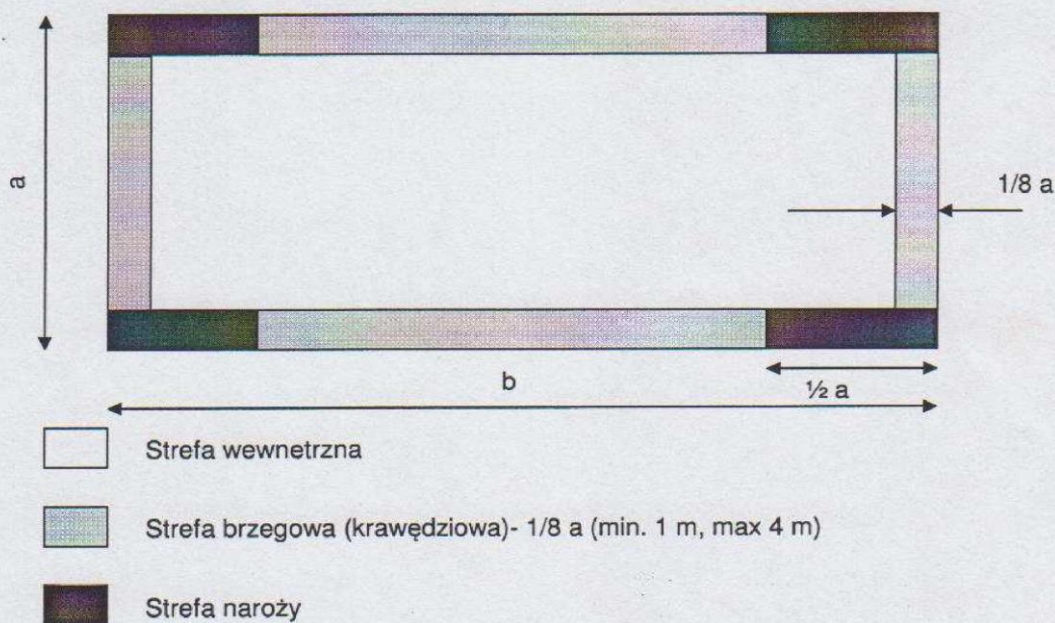 a
1/8 a
b
½ a
Strefa wewnetrzna
Strefa brzegowa (krawędziowa)- 1/8 a (min. 1 m, max 4 m)
Strefa naroży